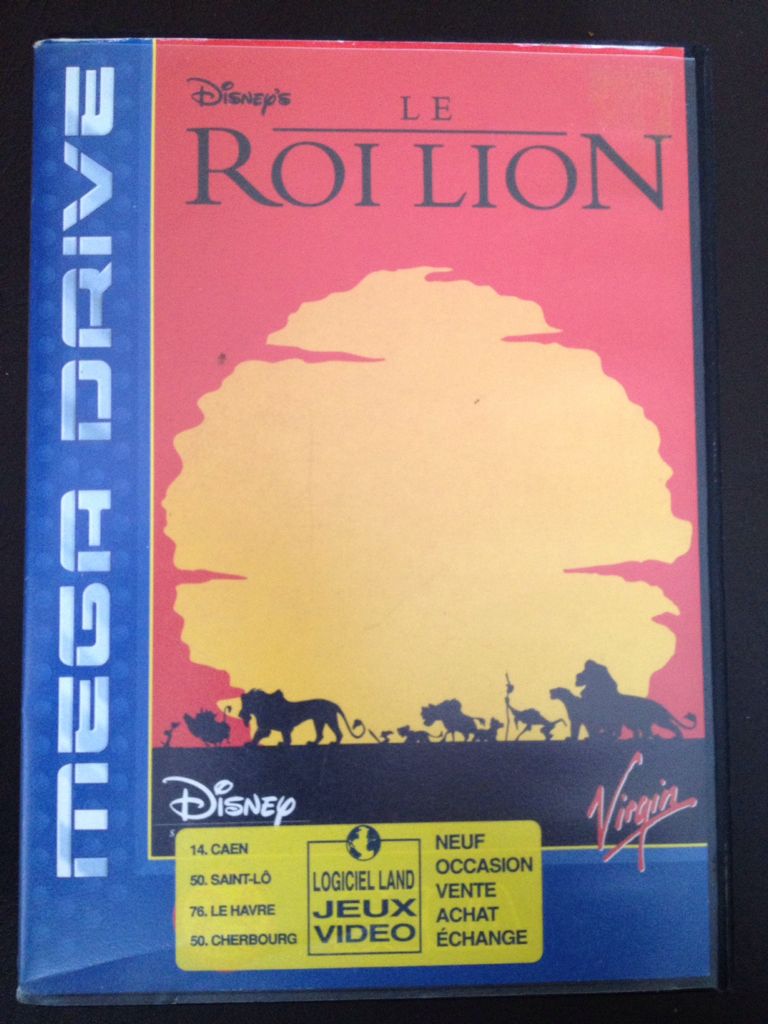 MEGA DRIVE
Disney's
LE
ROI LION
Disney
Virgin
14. CAEN
50. SAINT-LÔ
76. LE HAVRE
50. CHERBOURG
LOGICIEL LAND
JEUX
VIDEO
NEUF
OCCASION
VENTE
ACHAT
ÉCHANGE